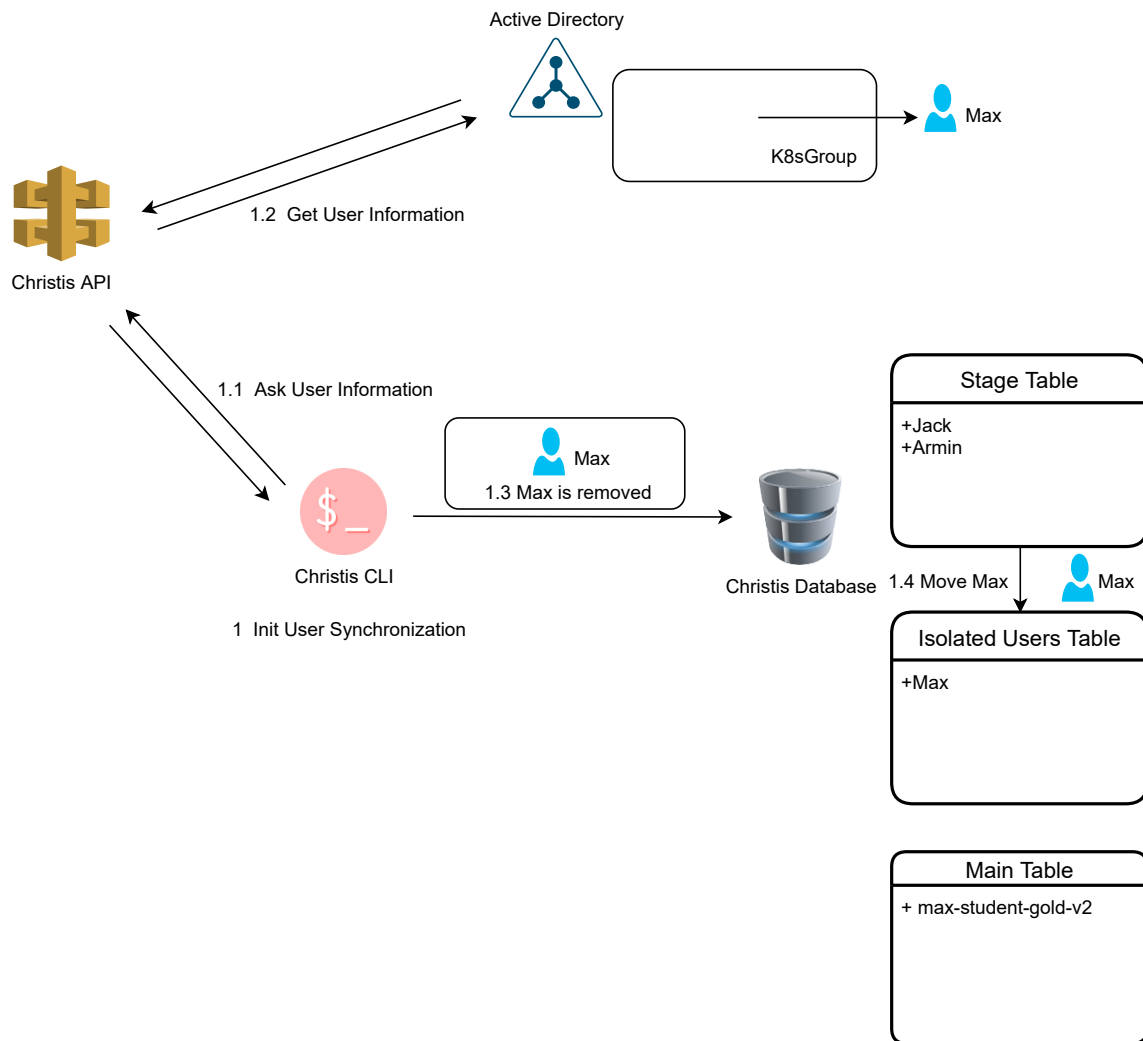 Active Directory
Max
K8sGroup
1.2  Get User Information
Christis API
1.1  Ask User Information
Max
1.3 Max is removed
$_
Christis CLI
1  Init User Synchronization
Christis Database
Stage Table
+Jack
+Armin
1.4 Move Max
Max
Isolated Users Table
+Max
Main Table
+ max-student-gold-v2